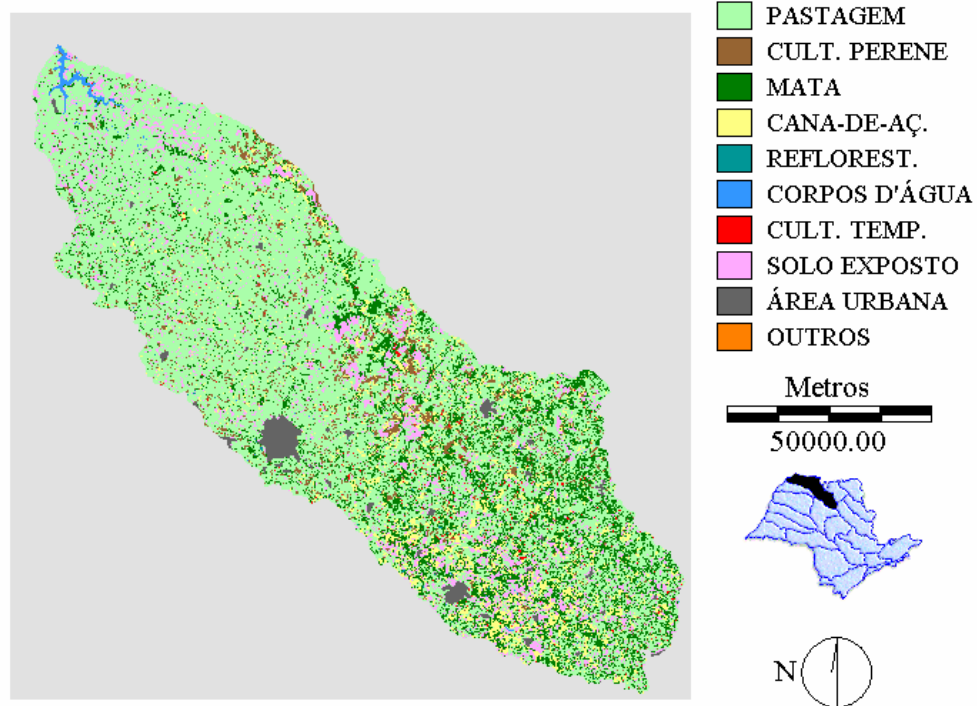 PASTAGEM
CULT. PERENE
MATA
CANA-DE-AÇ.
REFLOREST.
CORPOS D'ÁGUA
CULT. TEMP.
SOLO EXPOSTO
ÁREA URBANA
OUTROS
Metros
50000.00
N